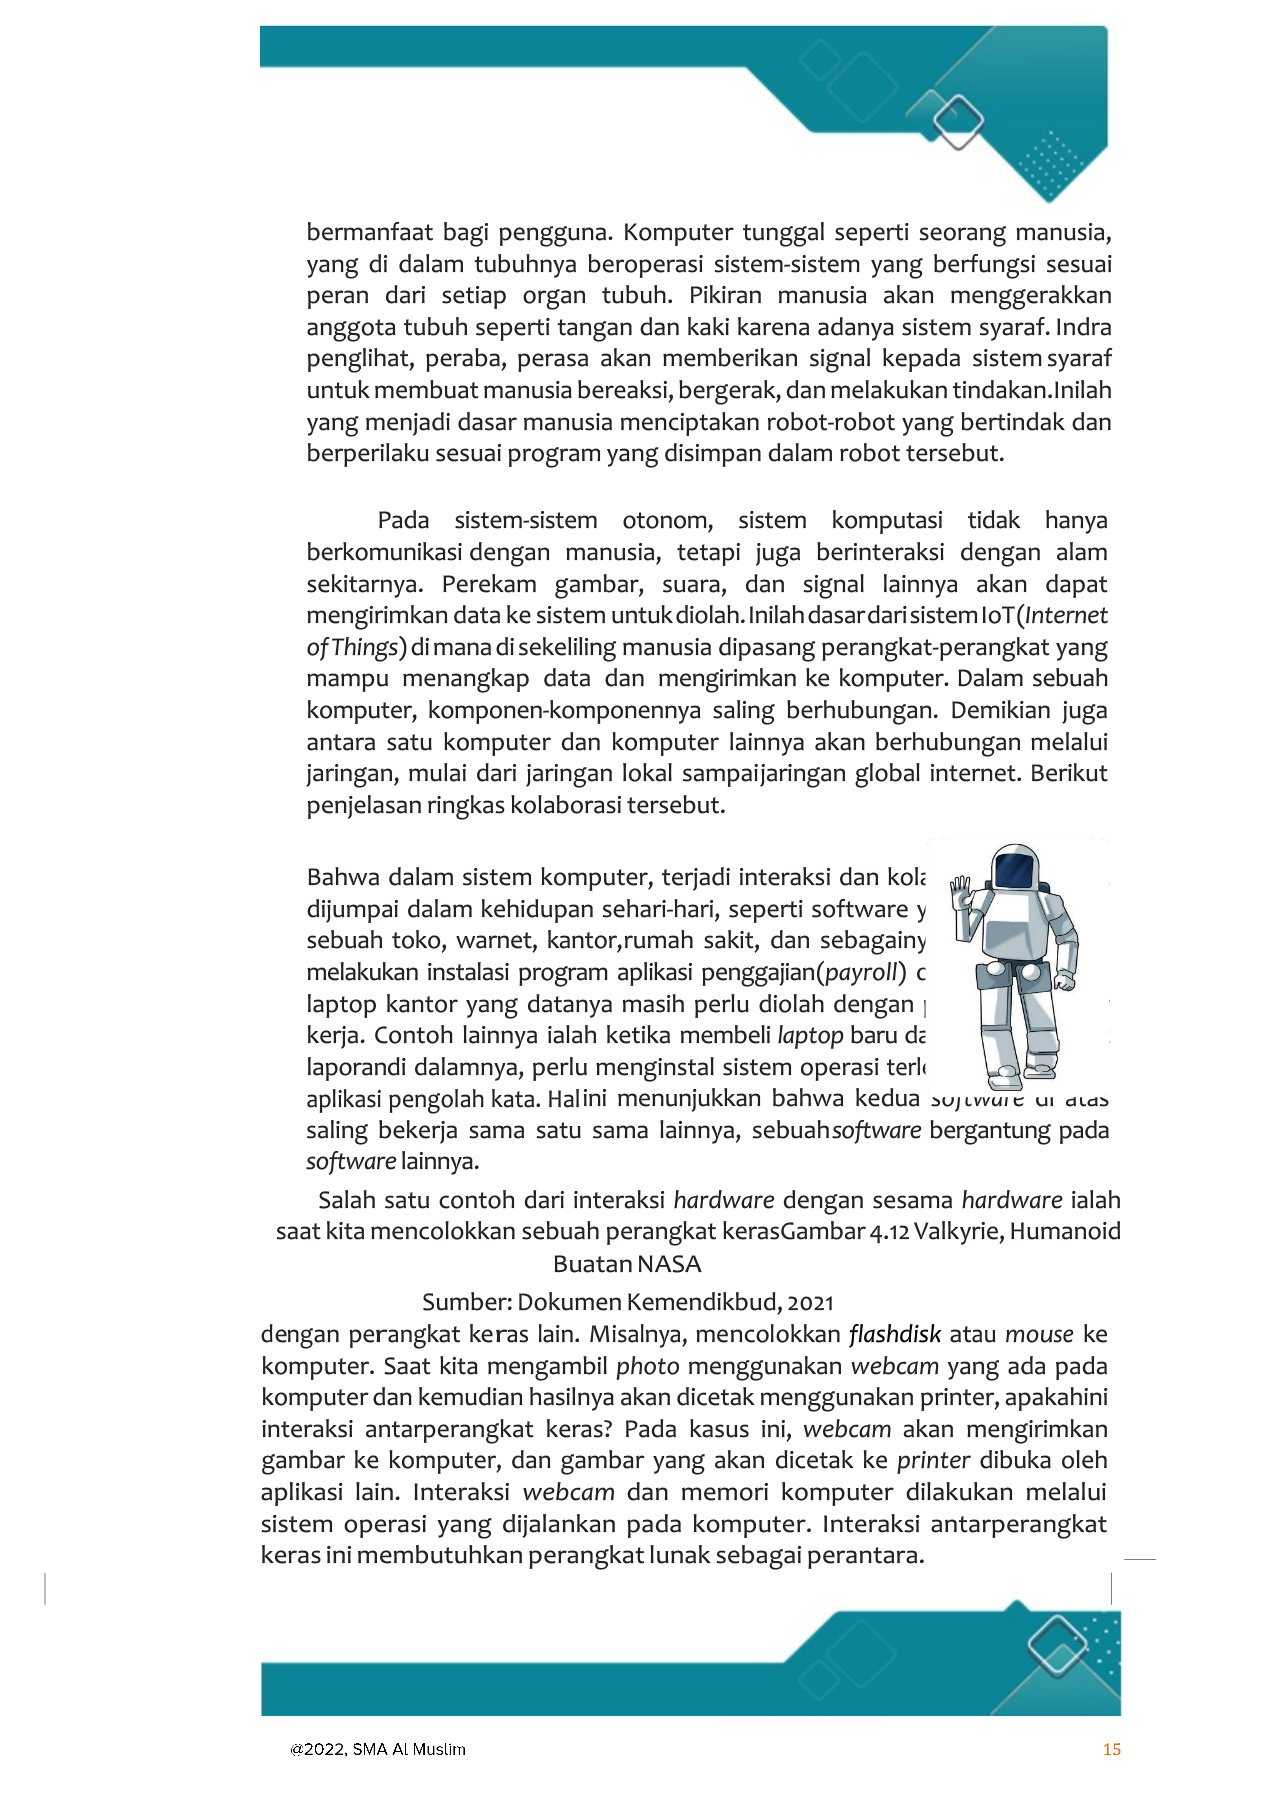 bermanfaat bagi pengguna. Komputer tunggal seperti seorang manusia,
yang di dalam tubuhnya beroperasi sistem-sistem yang berfungsi sesuai
peran dari setiap organ tubuh. Pikiran manusia akan menggerakkan
anggota tubuh seperti tangan dan kaki karena adanya sistem syaraf. Indra
penglihat, peraba, perasa akan memberikan signal kepada sistem syaraf
untuk membuat manusia bereaksi, bergerak, dan melakukan tindakan.Inilah
yang menjadi dasar manusia menciptakan robot-robot yang bertindak dan
berperilaku sesuai program yang disimpan dalam robot tersebut.
Pada sistem-sistem otonom, sistem komputasi tidak hanya
berkomunikasi dengan manusia, tetapi juga berinteraksi dengan alam
sekitarnya. Perekam gambar, suara, dan signal lainnya akan dapat
mengirimkan data ke sistem untuk diolah. Inilah dasar dari sistem IoT (Internet
of Things) di mana di sekeliling manusia dipasang perangkat-perangkat yang
mampu menangkap data dan mengirimkan ke komputer. Dalam sebuah
komputer, komponen-komponennya saling berhubungan. Demikian juga
antara satu komputer dan komputer lainnya akan berhubungan melalui
jaringan, mulai dari jaringan lokal sampaijaringan global internet. Berikut
penjelasan ringkas kolaborasi tersebut.
Bahwa dalam sistem komputer, terjadi interaksi dan
dijumpai dalam kehidupan sehari-hari, seperti software
sebuah toko, warnet, kantor,rumah sakit, dan
melakukan instalasi program aplikasi penggajian(payroll)
laptop kantor yang datanya masih perlu diolah dengan
kerja. Contoh lainnya ialah ketika membeli laptop baru
laporandi dalamnya, perlu menginstal sistem operasi
aplikasi pengolah kata. Hal ini menunjukkan bahwa kedua software di atas
saling bekerja sama satu sama lainnya, sebuahsoftware bergantung pada
software lainnya.
Salah satu contoh dari interaksi hardware dengan sesama hardware ialah
saat kita mencolokkan sebuah perangkat kerasGambar 4.12 Valkyrie, Humanoid
Buatan NASA
Sumber: Dokumen Kemendikbud, 2021
dengan perangkat keras lain. Misalnya, mencolokkan flashdisk atau mouse ke
komputer. Saat kita mengambil photo menggunakan webcam yang ada pada
komputer dan kemudian hasilnya akan dicetak menggunakan printer, apakahini
interaksi antarperangkat keras? Pada kasus ini, webcam akan mengirimkan
gambar ke komputer, dan gambar yang akan dicetak ke printer dibuka oleh
aplikasi lain. Interaksi webcam dan memori komputer dilakukan melalui
sistem operasi yang dijalankan pada komputer. Interaksi antarperangkat
keras ini membutuhkan perangkat lunak sebagai perantara.
@2022, SMA Al Muslim
15